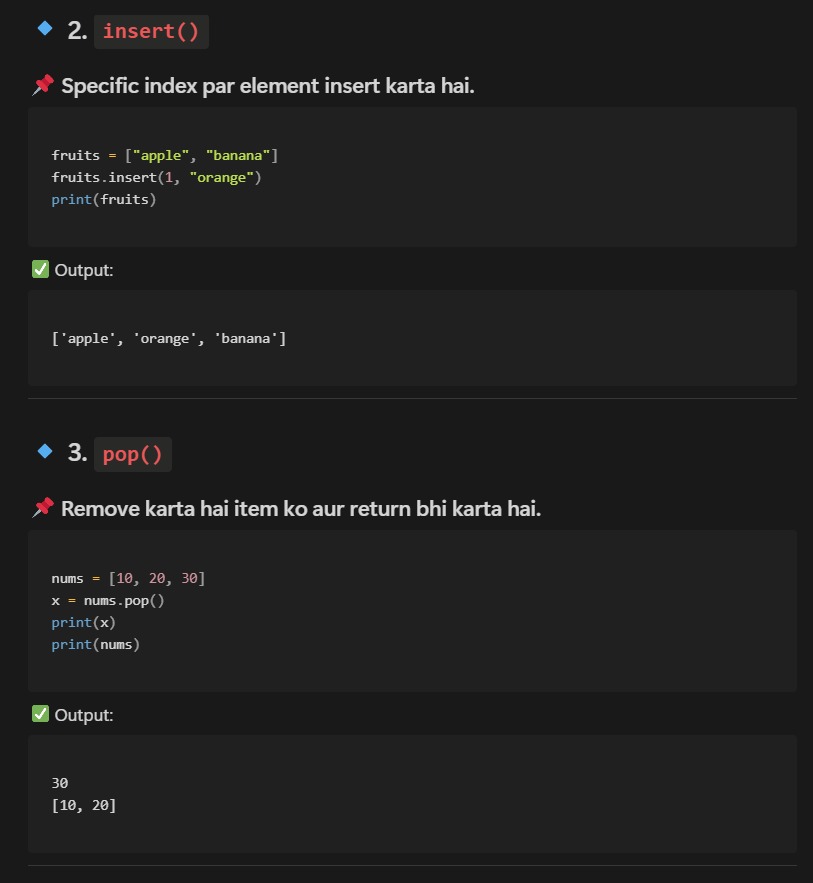 2. insert()
Specific index par element insert karta hai.
fruits = ["apple", "banana"]
fruits.insert(1, "orange")
print(fruits)
Output:
['apple', 'orange', 'banana']
3. pop()
Remove karta hai item ko aur return bhi karta hai.
nums = [10, 20, 30]
x = nums.pop()
print(x)
print(nums)
Output:
30
[10, 20]